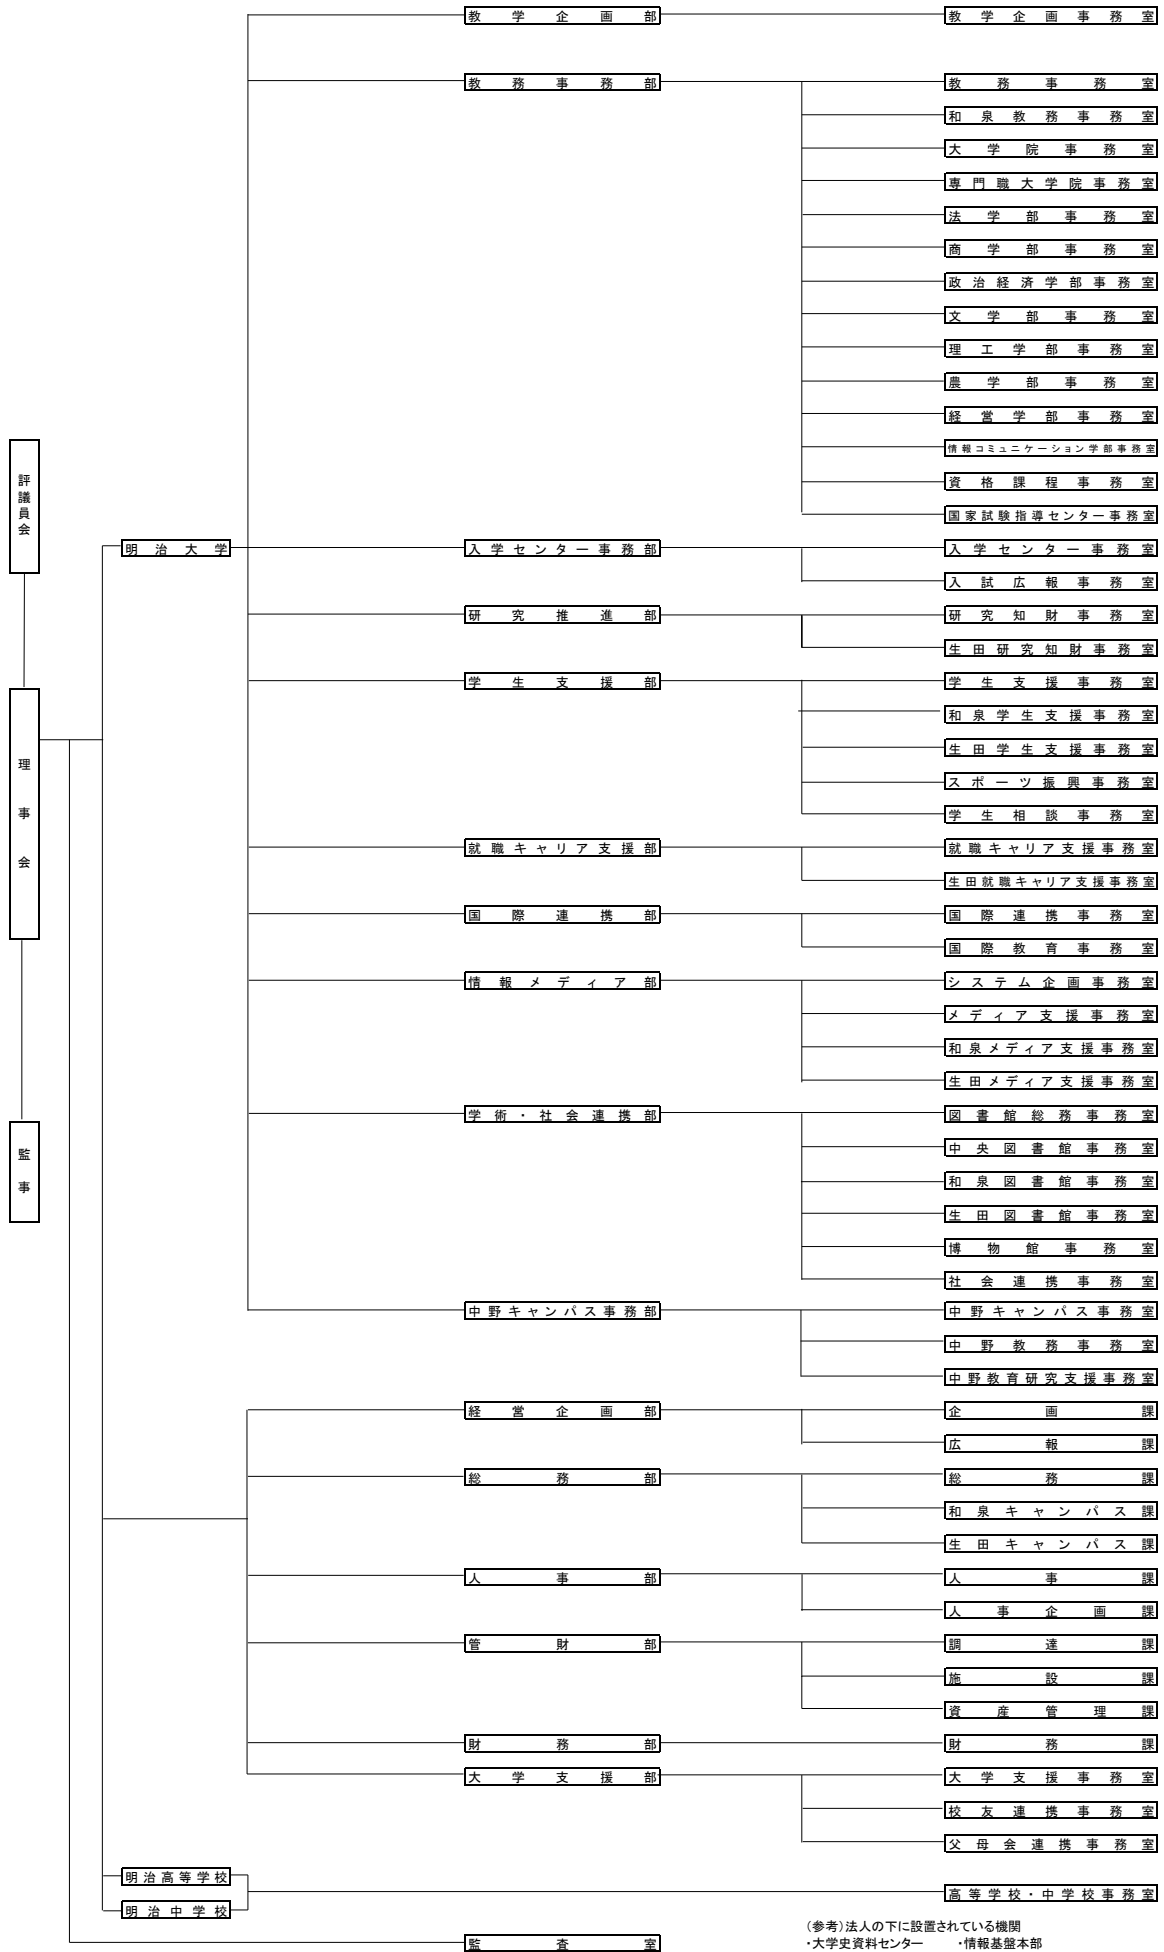 評議員会
理事会
監事
明治大学
教学企画部
教学企画事務室
教務事務部
教務事務室
和泉教務事務室
大学院事務室
専門職大学院事務室
法学部事務室
商学部事務室
政治経済学部事務室
文学部事務室
理工学部事務室
農学部事務室
経営学部事務室
情報コミュニケーション学部事務室
資格課程事務室
国家試験指導センター事務室
入学センター事務部
入学センター事務室
入試広報事務室
研究推進部
研究知財事務室
生田研究知財事務室
学生支援部
学生支援事務室
和泉学生支援事務室
生田学生支援事務室
スポーツ振興事務室
学生相談事務室
就職キャリア支援部
就職キャリア支援事務室
生田就職キャリア支援事務室
国際連携部
国際連携事務室
国際教育事務室
情報メディア部
システム企画事務室
メディア支援事務室
和泉メディア支援事務室
生田メディア支援事務室
学術・社会連携部
図書館総務事務室
中央図書館事務室
和泉図書館事務室
生田図書館事務室
博物館事務室
社会連携事務室
中野キャンパス事務部
中野キャンパス事務室
中野教務事務室
中野教育研究支援事務室
経営企画部
企画課
広報課
総務部
総務課
和泉キャンパス課
生田キャンパス課
人事部
人事課
人事企画課
管財部
調達課
施設課
資産管理課
財務部
財務課
大学支援部
大学支援事務室
校友連携事務室
父母会連携事務室
明治高等学校
明治中学校
高等学校・中学校事務室
監査室
(参考)法人の下に設置されている機関
・大学史資料センター ・情報基盤本部